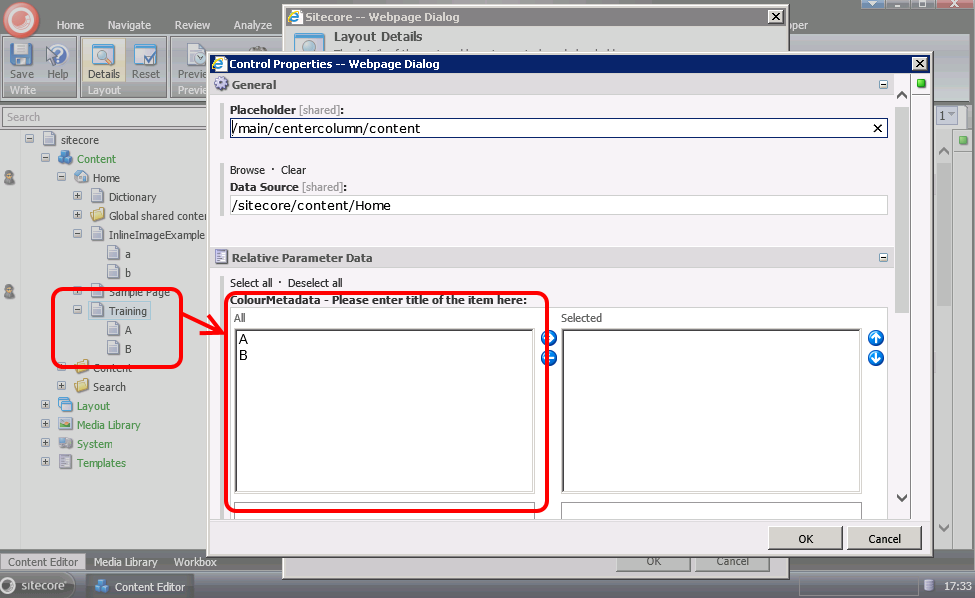 Home Navigate Review Analyze
Sitecore -- Webpage Dialog
Layout Details
Save Help Details Reset
Write Layout
Control Properties -- Webpage Dialog
General
Placeholder [shared]:
/main/centercolumn/content
Browse · Clear
Data Source [shared]:
/sitecore/content/Home
Relative Parameter Data
Select all · Deselect all
ColourMetadata - Please enter title of the item here:
All
Selected
A
B
OK
Cancel
Search
1
sitecore
Content
Home
Dictionary
Global shared conter
InlineImageExample
a
b
Sample Page
Training
A
B
Content
Search
Layout
Media Library
System
Templates
OK Cancel
Content Editor Media Library Workbox
sitecore Content Editor
17:33